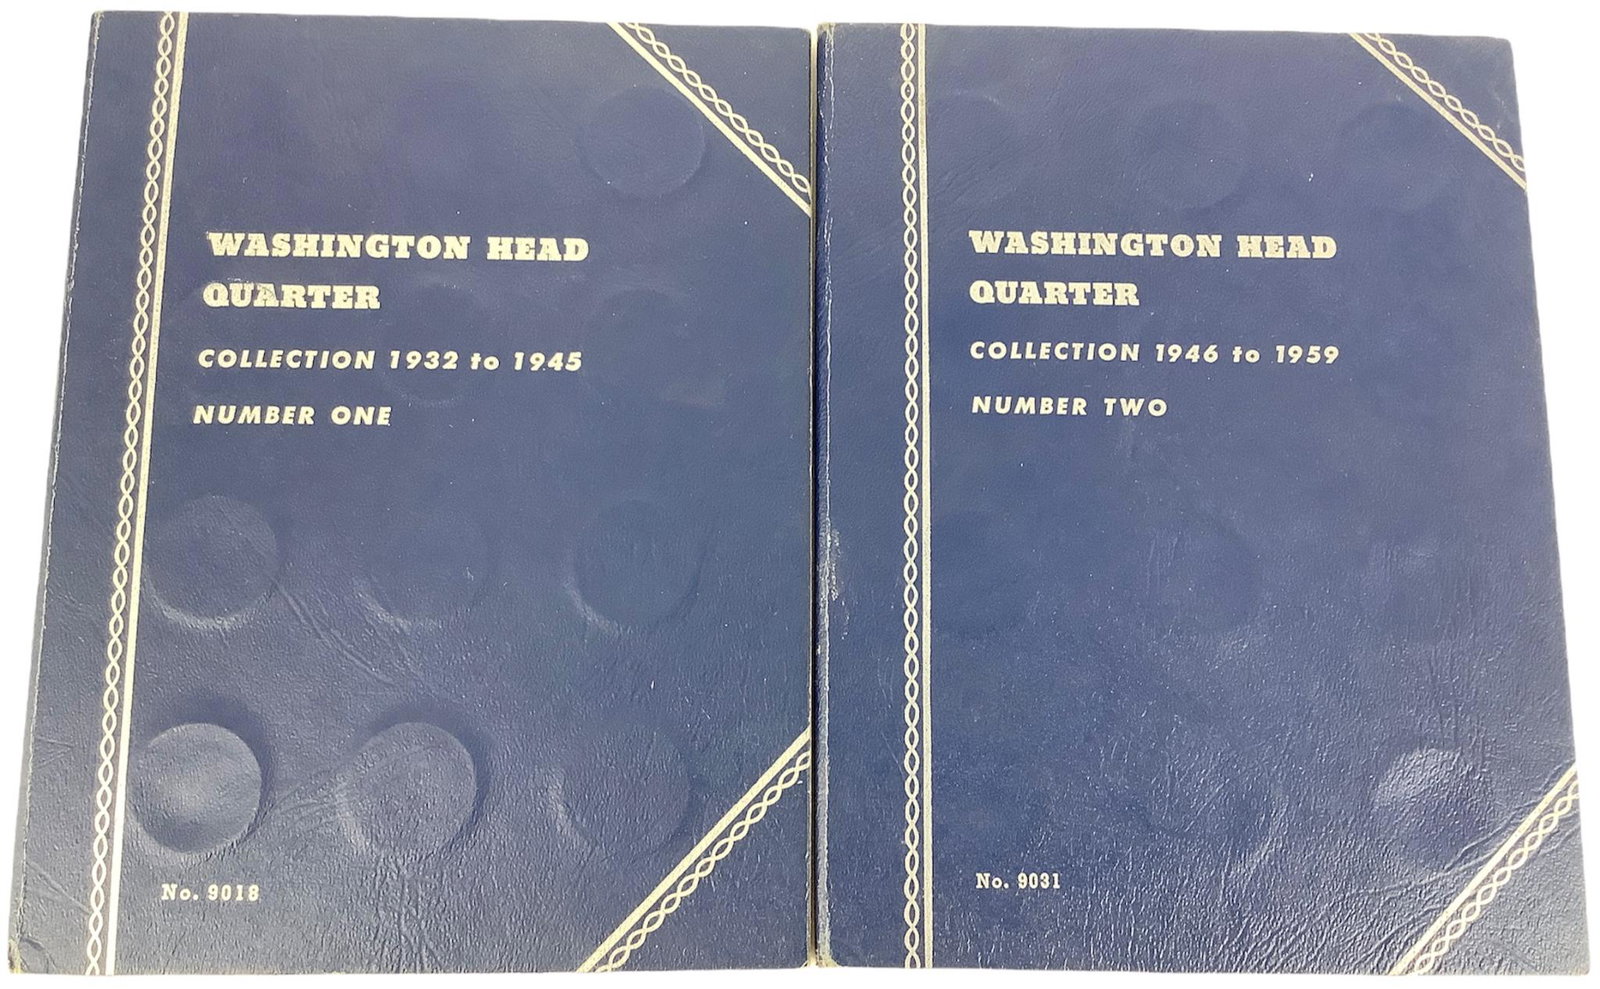 WASHINGTON HEAD
QUARTER
COLLECTION 1932 to 1945
NUMBER ONE
No. 9018
WASHINGTON HEAD
QUARTER
COLLECTION 1946 to 1959
NUMBER TWO
No. 9031